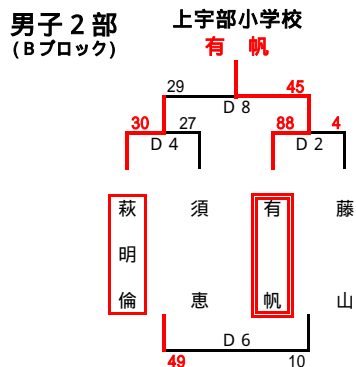 男子2部
(Bブロック)
上宇部小学校
有 帆
29 45
D8
30 27 88 4
D4 D2
萩明倫 須恵 有帆 藤山
D6
49 10